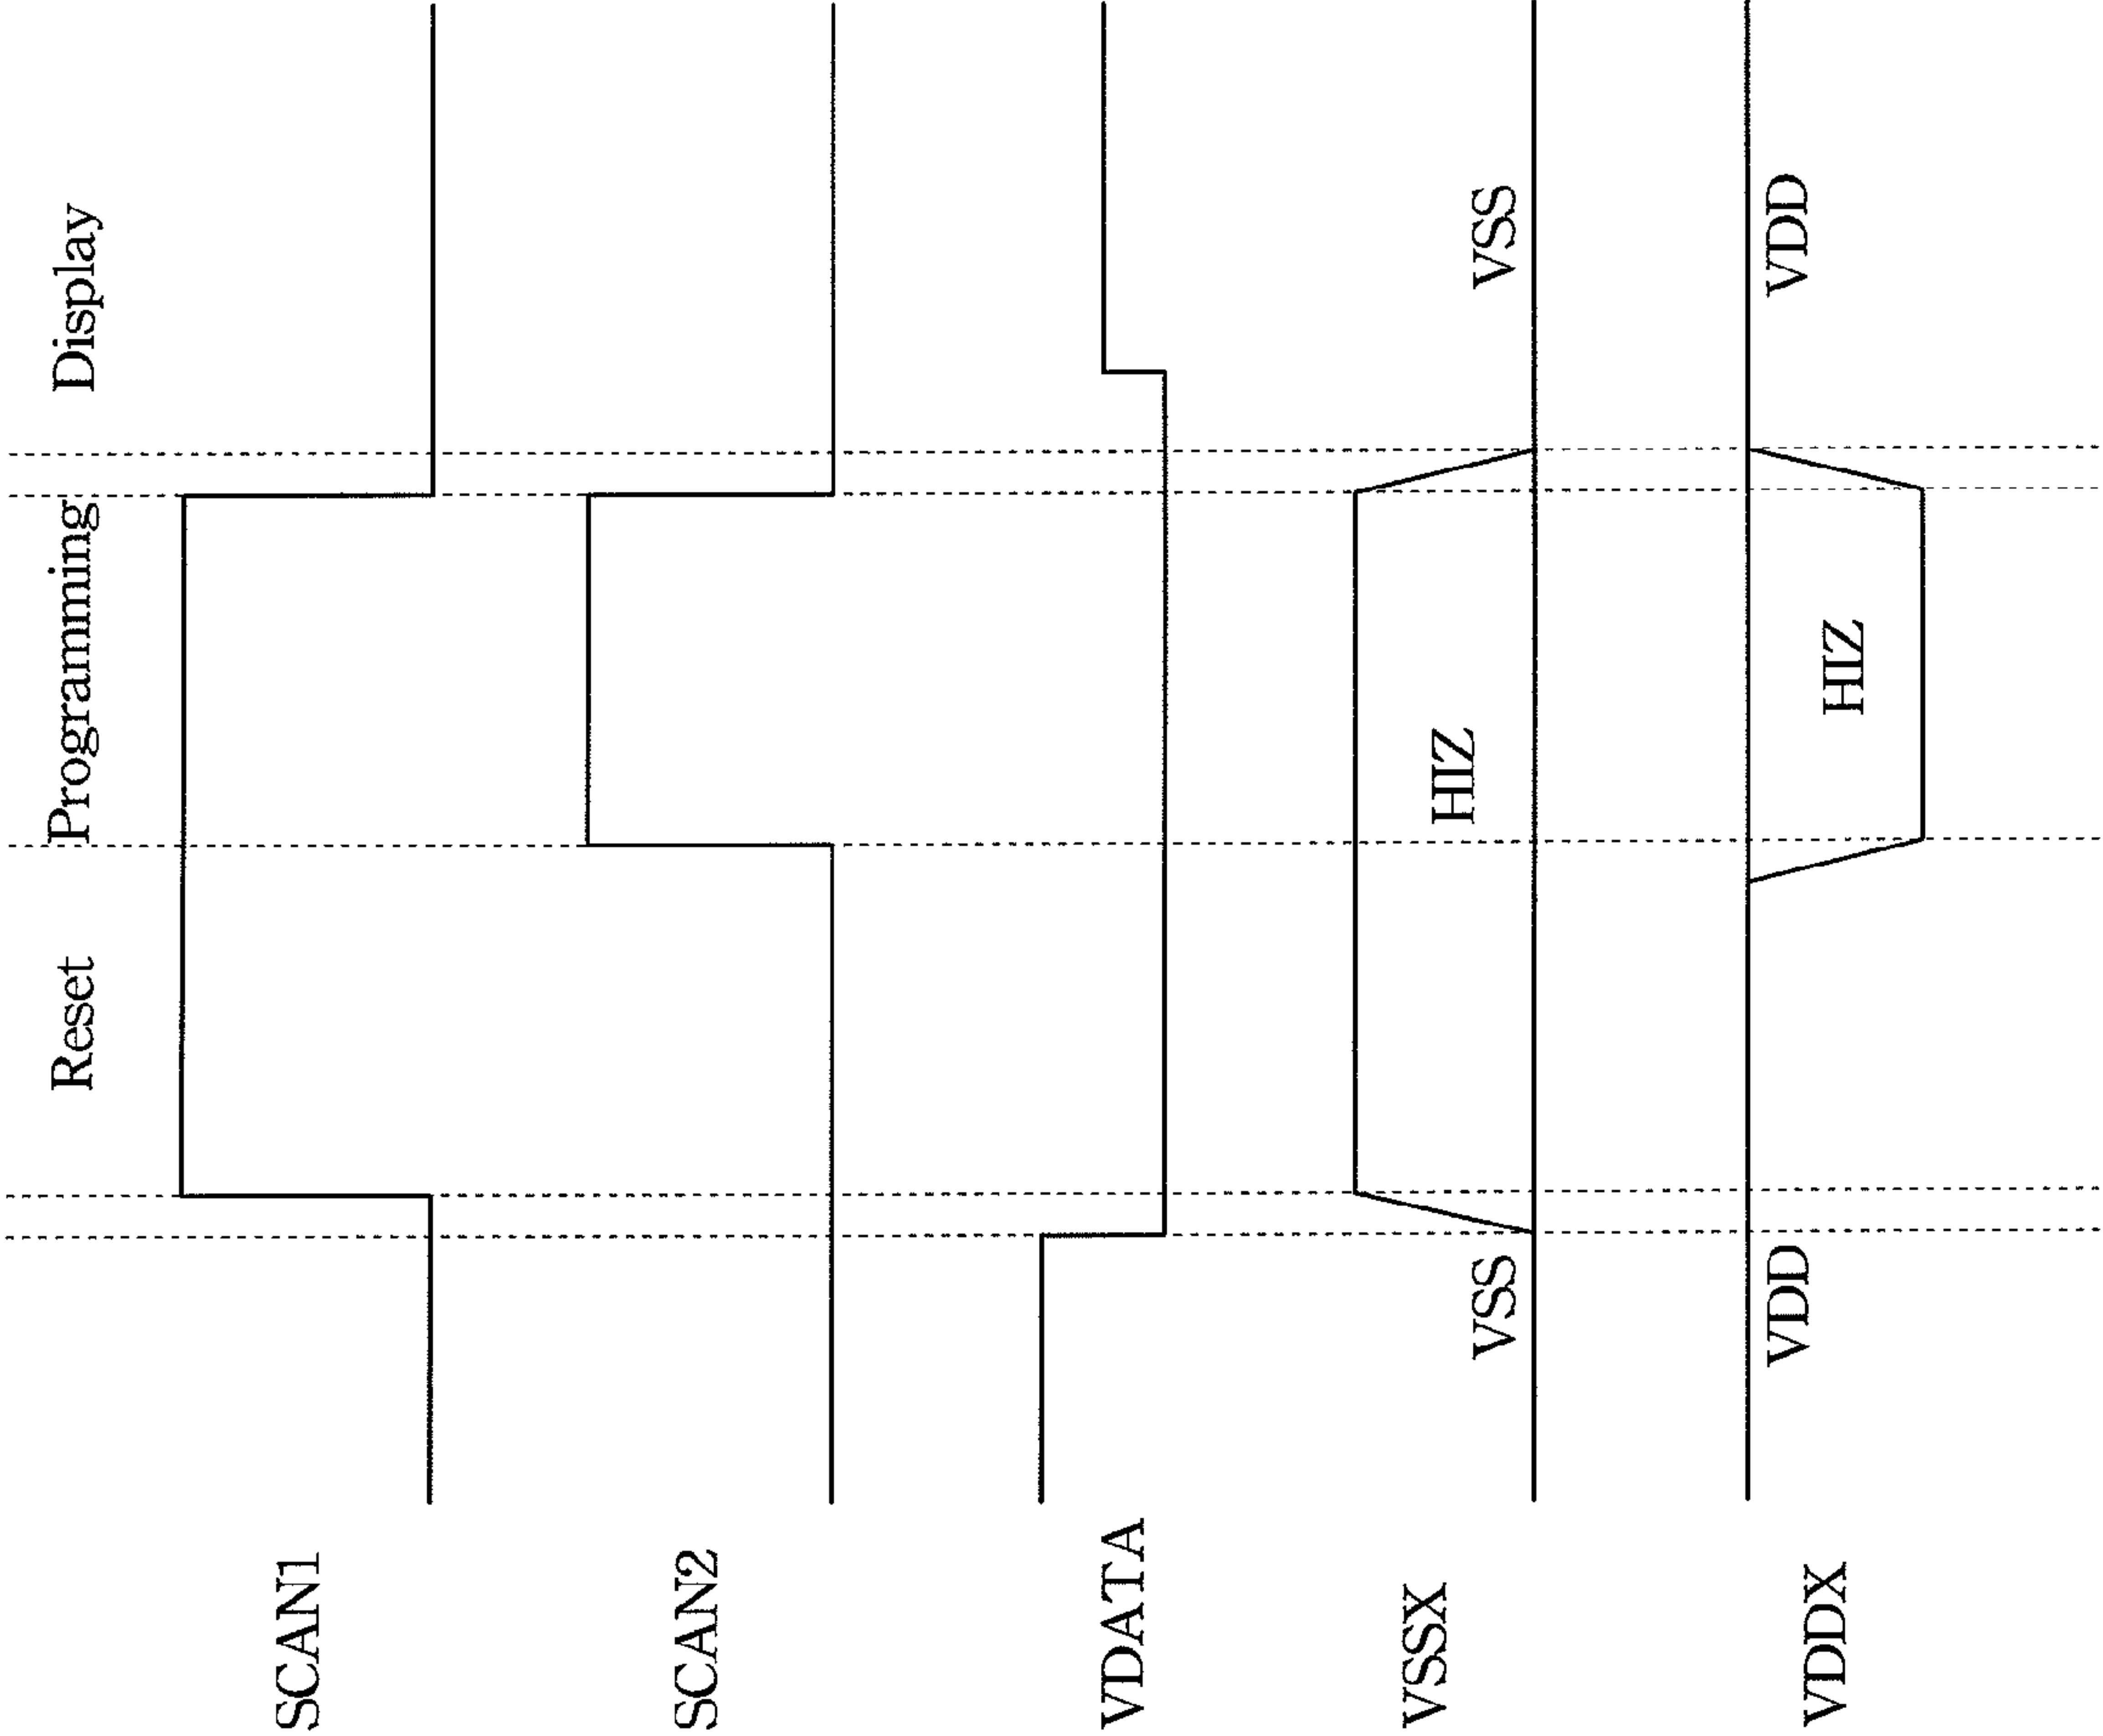 Reset
Programming
Display
SCAN1
SCAN2
VDATA
VSSX
VSS
HIZ
VSS
VDDX
VDD
HIZ
VDD